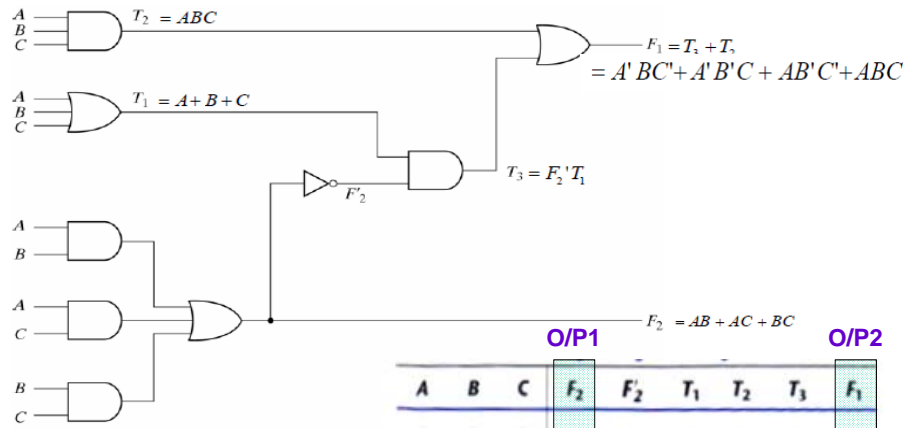 A
B
C
T₂ = ABC
F₁ = T₃ + T₂
= A'BC'+ A'B'C + AB'C'+ABC
A
B
C
T₁ = A+ B + C
T₃ = F₂' T₁
F'₂
A
B
A
C
F₂ = AB + AC + BC
O/P1 O/P2
B
C
A B C F₂ F'₂ T₁ T₂ T₃ F₁